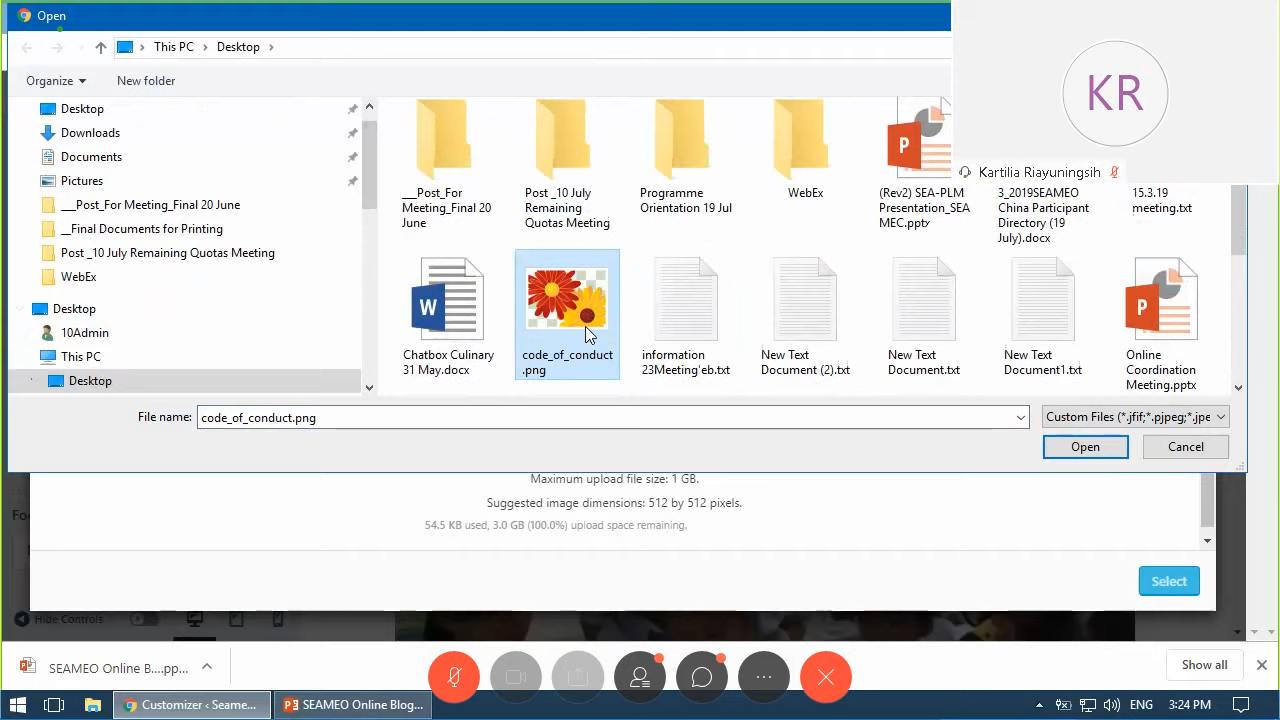 Open
This PC
Desktop
Organize
New folder
Desktop
Downloads
Documents
Pictures
___Post_For Meeting_Final 20 June
__Final Documents for Printing
Post _10 July Remaining Quotas Meeting
WebEx
Desktop
10Admin
This PC
Desktop
___Post_For
Meeting_Final 20
June
Post _10 July
Remaining
Quotas Meeting
Programme
Orientation 19 Jul
WebEx
(Rev2) SEA-PLM
Presentation_SEA
MEC.pptx
3_2019SEAMEO
China Participant
Directory (19
July).docx
15.3.19
meeting.txt
Chatbox Culinary
31 May.docx
code_of_conduct
.png
information
23Meeting'eb.txt
New Text
Document (2).txt
New Text
Document.txt
New Text
Document1.txt
Online
Coordination
Meeting.pptx
KR
Kartilia Riayuningsih
File name:
code_of_conduct.png
Custom Files (*.jfif;*.pjpeg;*.jpe
Open
Cancel
Maximum upload file size: 1 GB.
Suggested image dimensions: 512 by 512 pixels.
54.5 KB used, 3.0 GB (100.0%) upload space remaining.
Select
Hide Controls
SEAMEO Online B....pp...
Show all
Customizer ‹ Seame...
SEAMEO Online Blog...
ENG
3:24 PM